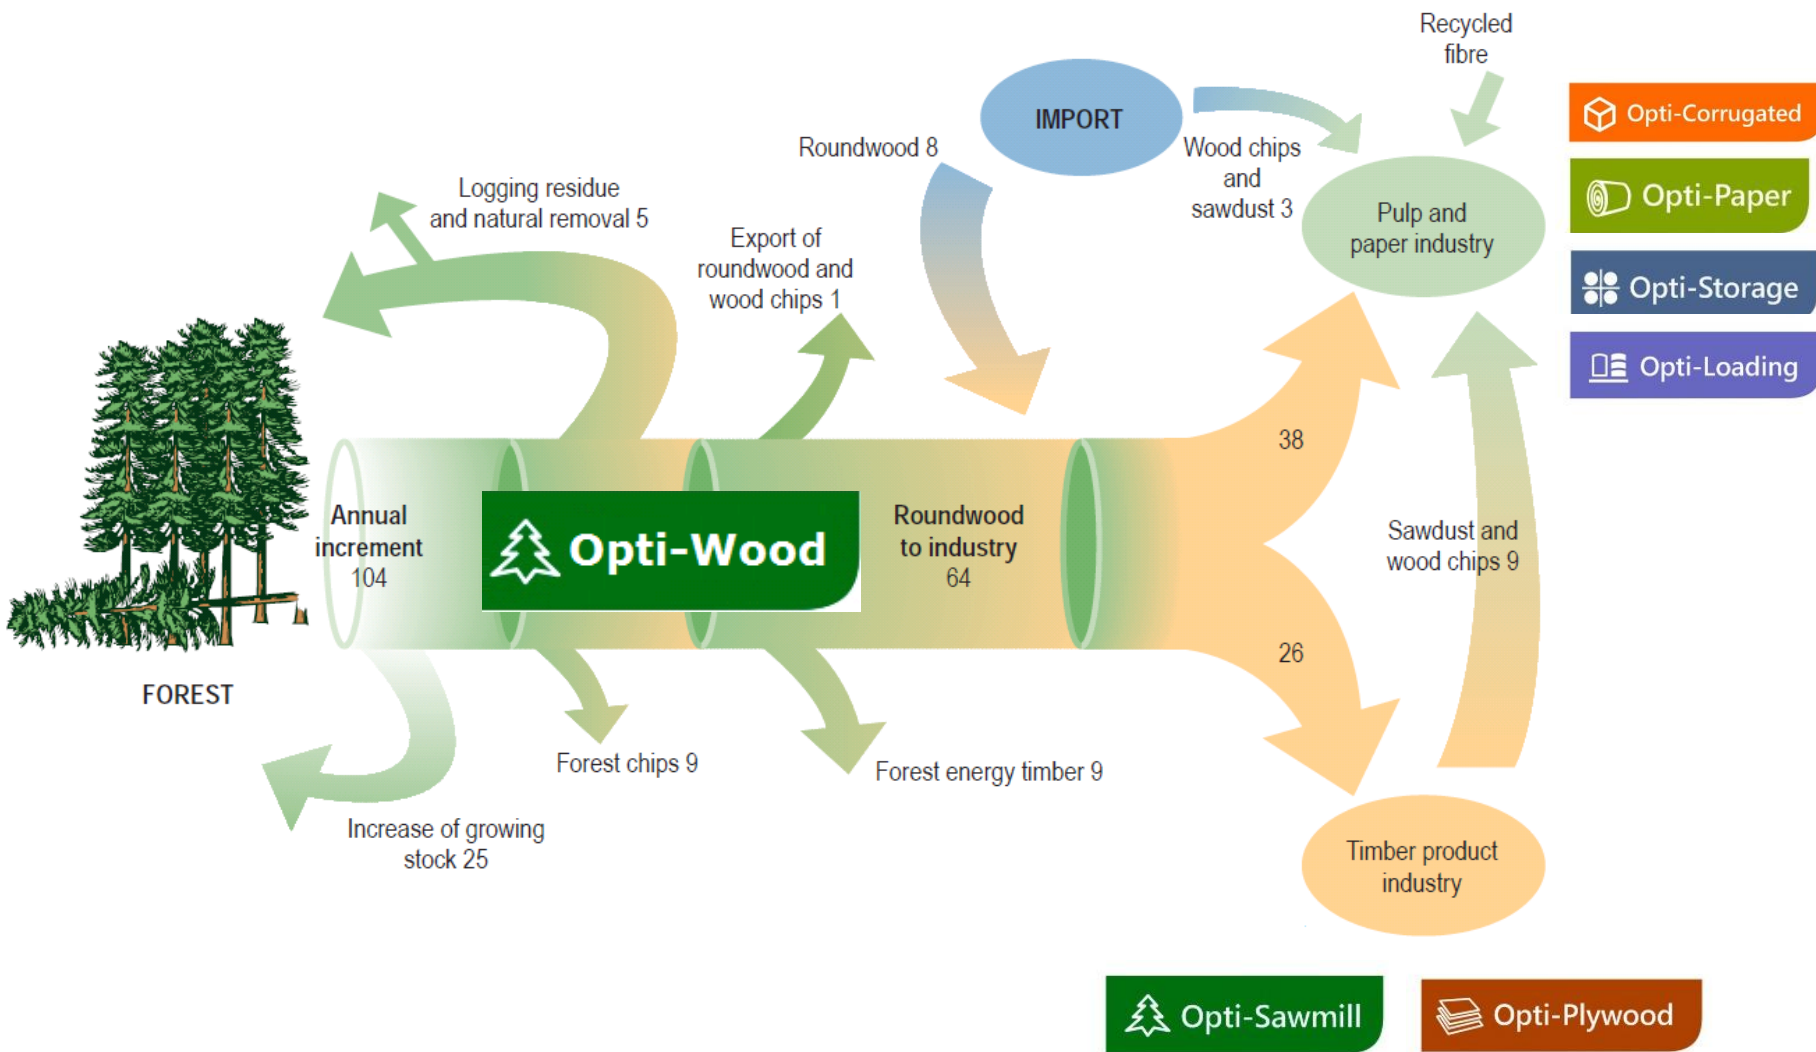 Recycled
fibre
IMPORT
Opti-Corrugated
Roundwood 8
Wood chips
and
sawdust 3
Opti-Paper
Logging residue
and natural removal 5
Pulp and
paper industry
Export of
roundwood and
wood chips 1
Opti-Storage
Opti-Loading
38
Annual
increment
104
Opti-Wood
Roundwood
to industry
64
Sawdust and
wood chips 9
26
FOREST
Forest chips 9
Forest energy timber 9
Increase of growing
stock 25
Timber product
industry
Opti-Sawmill
Opti-Plywood